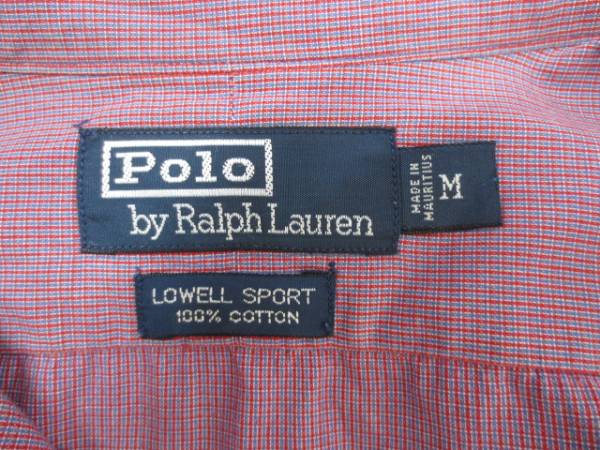 Polo
by Ralph Lauren
MADE IN
MAURITIUS
M
LOWELL SPORT
100% COTTON